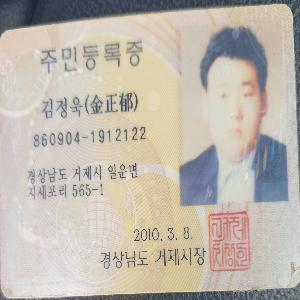 주민등록증
김정욱(金正郁)
860904-1912122
경상남도 거제시 일운면
지세포리 565-1
2010. 3. 8.
경상남도 거제시장